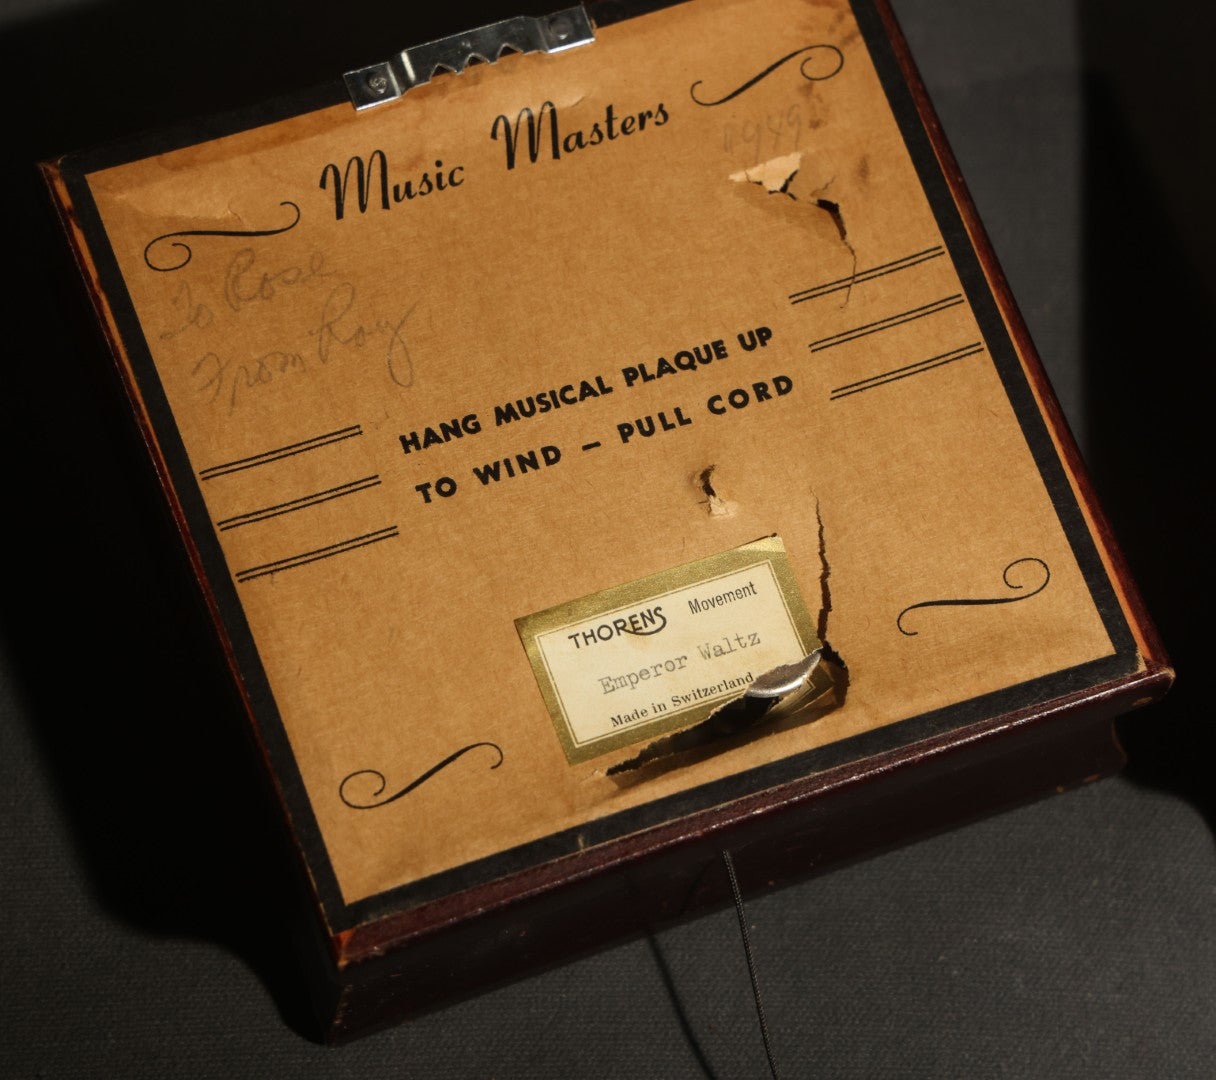 Music Masters
To Rose
From Roy
HANG MUSICAL PLAQUE UP
TO WIND — PULL CORD
THORENS Movement
Emperor Waltz
Made in Switzerland